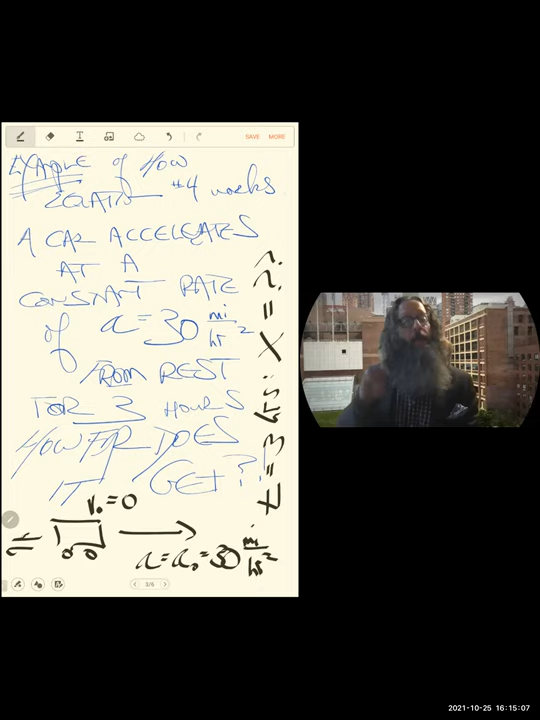 SAVE MORE
EXAMPLE of HOW
EQUATION #4 works
A CAR ACCELERATES
AT A
CONSTANT RATE
of a = 30 mi/hr²
FROM REST
FOR 3 HOURS
HOW FAR DOES
IT GET?
t = 3 hrs: X = ??
V₀ = 0
a = a₀ = 30 mi/hr²
3/6
2021-10-25 16:15:07